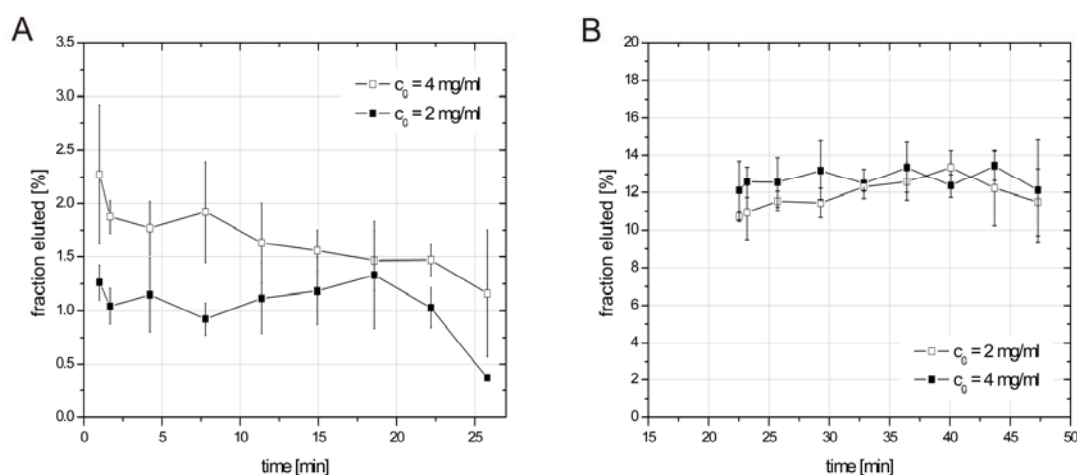 A
3.5
3.0
2.5
2.0
1.5
1.0
0.5
0.0
fraction eluted [%]
c0 = 4 mg/ml
c0 = 2 mg/ml
0 5 10 15 20 25
time [min]
B
20
18
16
14
12
10
8
6
4
2
0
fraction eluted [%]
c0 = 2 mg/ml
c0 = 4 mg/ml
15 20 25 30 35 40 45 50
time [min]